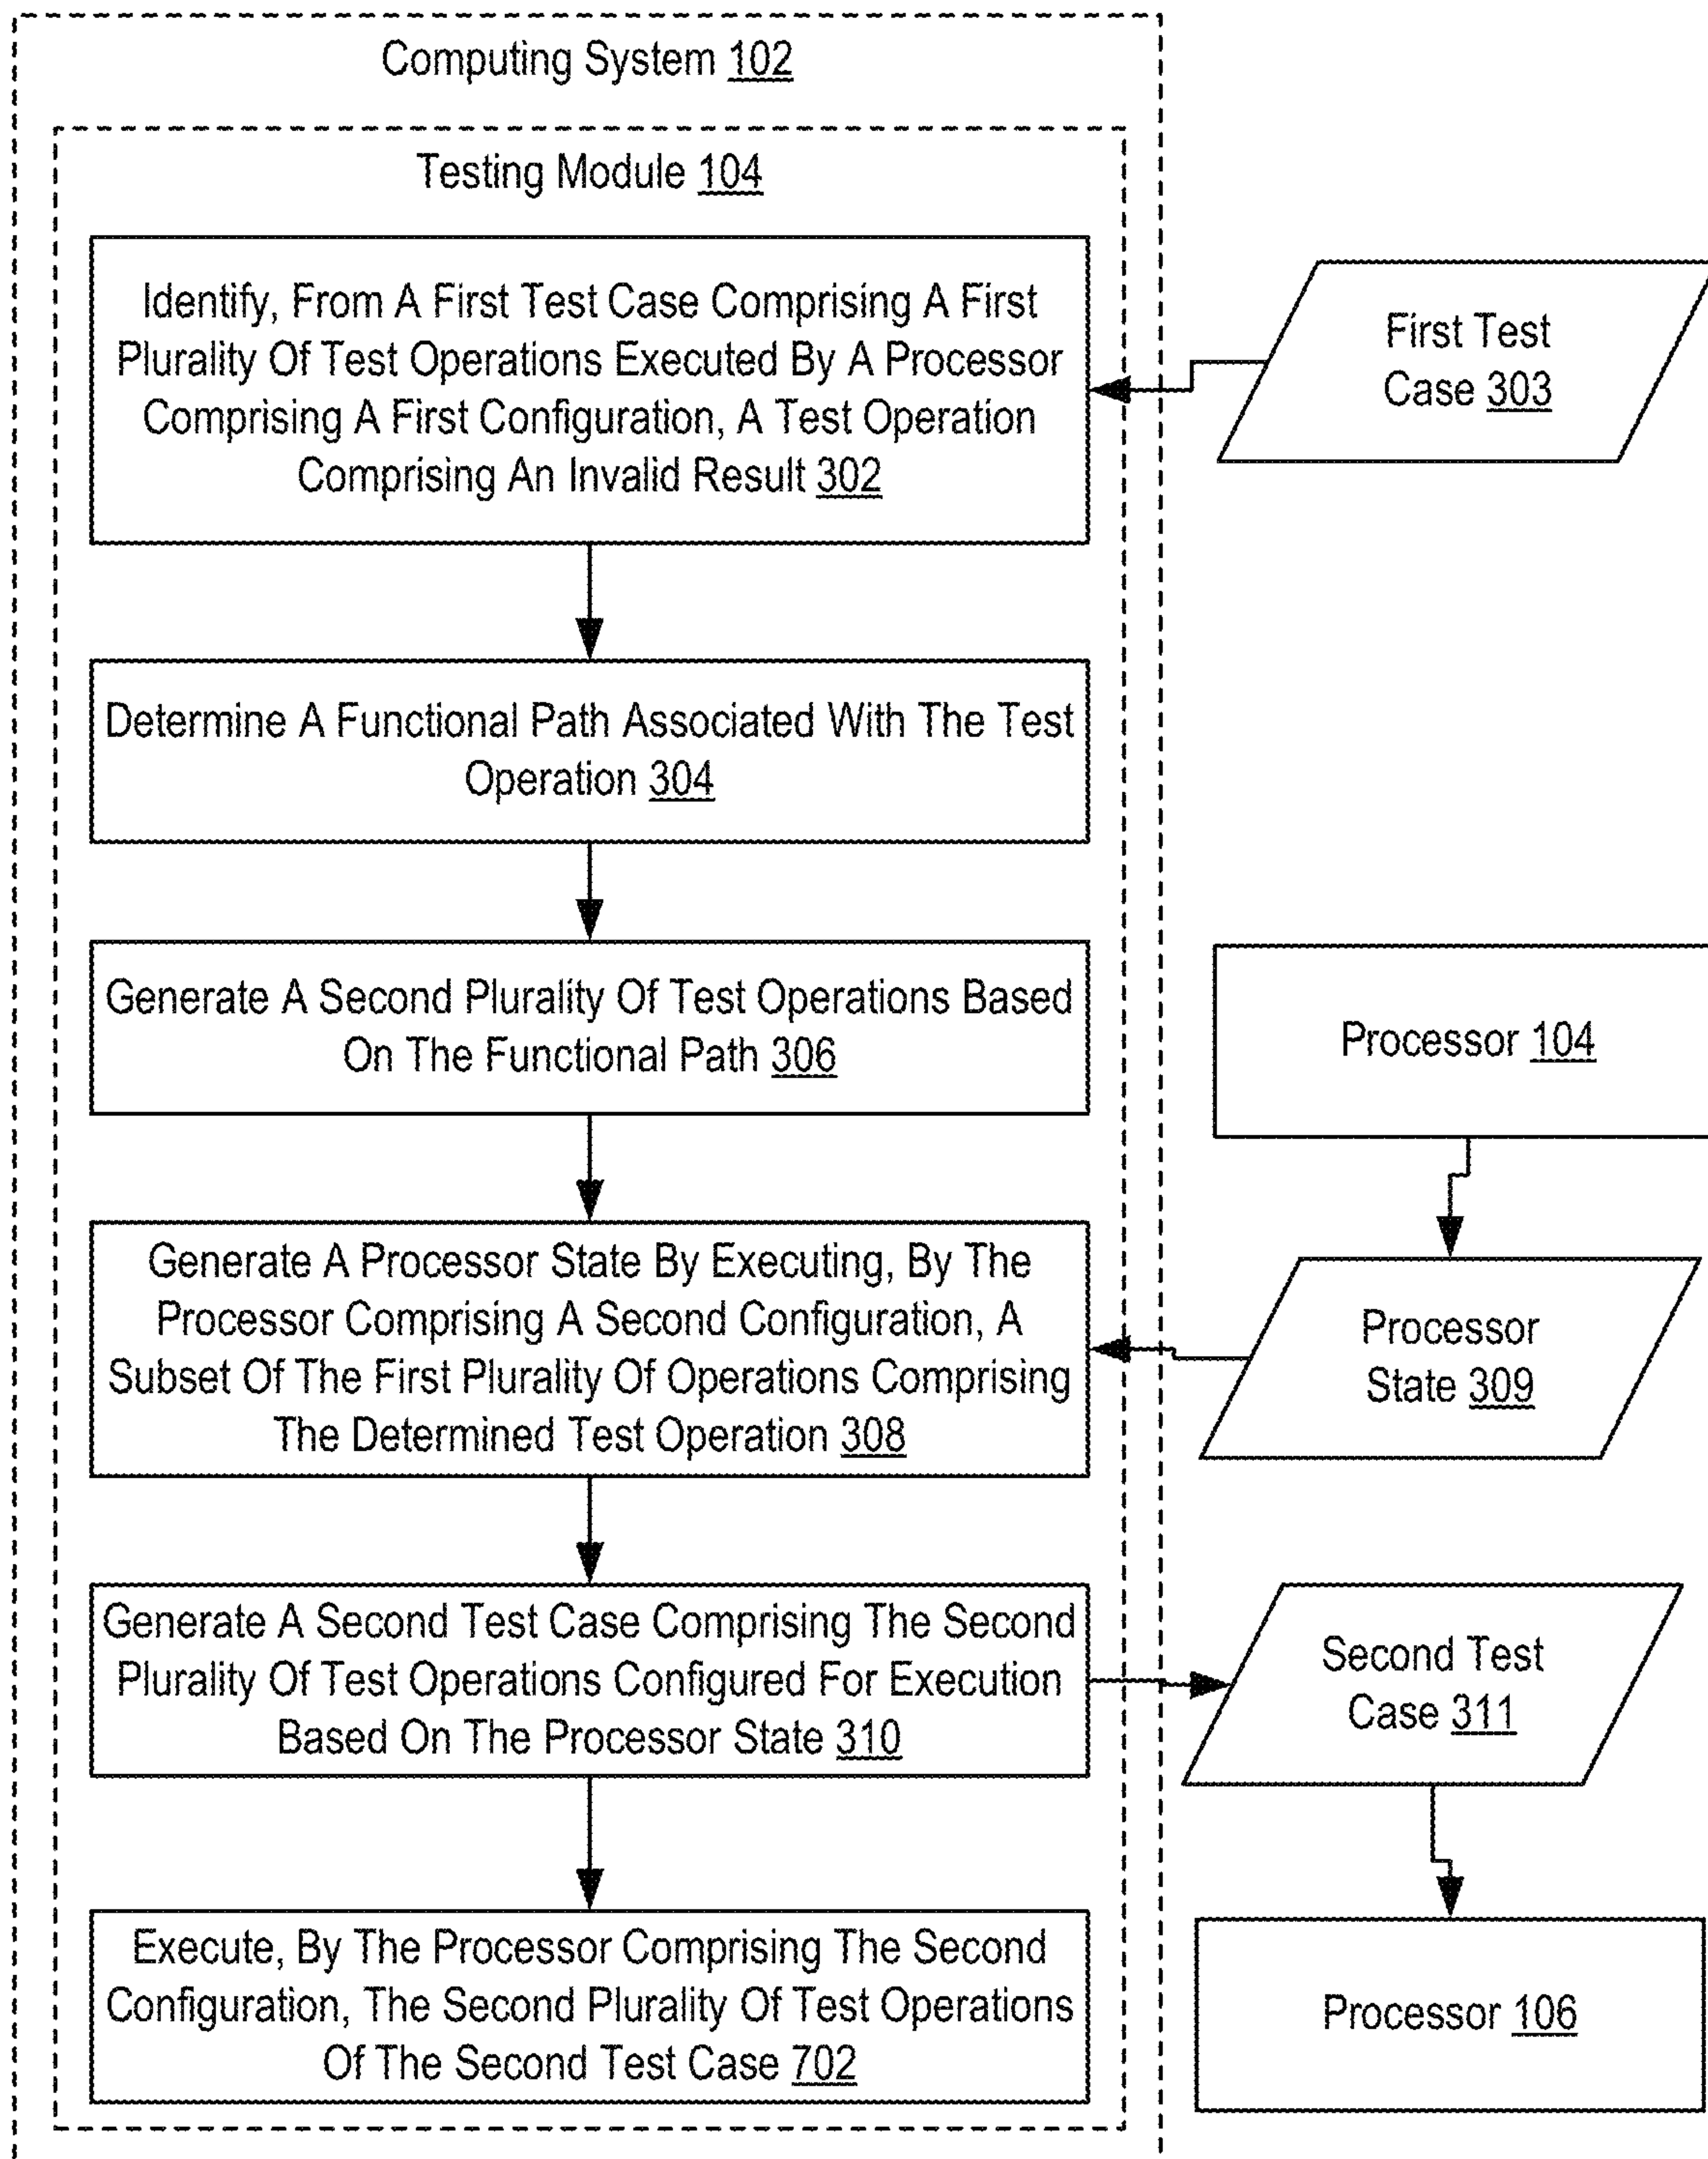 Computing System 102
Testing Module 104
Identify, From A First Test Case Comprising A First
Plurality Of Test Operations Executed By A Processor
Comprising A First Configuration, A Test Operation
Comprising An Invalid Result 302
First Test
Case 303
Determine A Functional Path Associated With The Test
Operation 304
Generate A Second Plurality Of Test Operations Based
On The Functional Path 306
Processor 104
Generate A Processor State By Executing, By The
Processor Comprising A Second Configuration, A
Subset Of The First Plurality Of Operations Comprising
The Determined Test Operation 308
Processor
State 309
Generate A Second Test Case Comprising The Second
Plurality Of Test Operations Configured For Execution
Based On The Processor State 310
Second Test
Case 311
Execute, By The Processor Comprising The Second
Configuration, The Second Plurality Of Test Operations
Of The Second Test Case 702
Processor 106